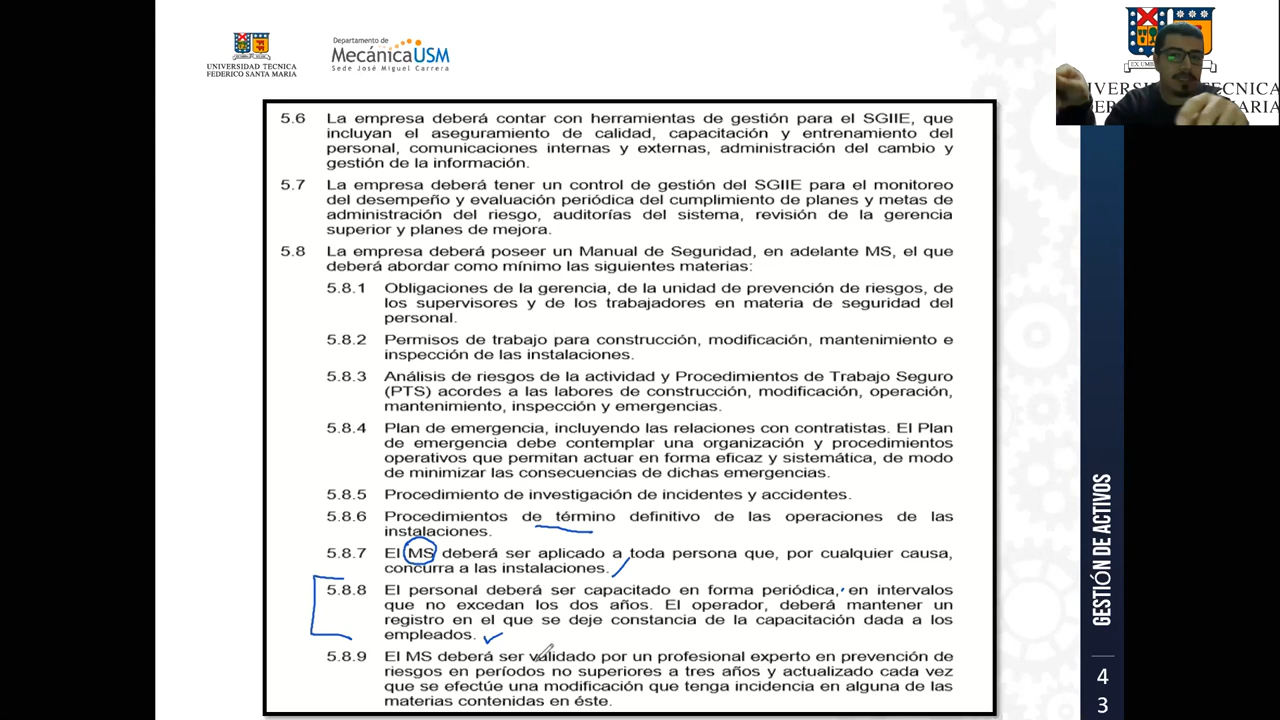 UNIVERSIDAD TECNICA
FEDERICO SANTA MARIA
Departamento de
MecánicaUSM
Sede José Miguel Carrera
5.6 La empresa deberá contar con herramientas de gestión para el SGIIE, que
incluyan el aseguramiento de calidad, capacitación y entrenamiento del
personal, comunicaciones internas y externas, administración del cambio y
gestión de la información.
5.7 La empresa deberá tener un control de gestión del SGIIE para el monitoreo
del desempeño y evaluación periódica del cumplimiento de planes y metas de
administración del riesgo, auditorías del sistema, revisión de la gerencia
superior y planes de mejora.
5.8 La empresa deberá poseer un Manual de Seguridad, en adelante MS, el que
deberá abordar como mínimo las siguientes materias:
5.8.1 Obligaciones de la gerencia, de la unidad de prevención de riesgos, de
los supervisores y de los trabajadores en materia de seguridad del
personal.
5.8.2 Permisos de trabajo para construcción, modificación, mantenimiento e
inspección de las instalaciones.
5.8.3 Análisis de riesgos de la actividad y Procedimientos de Trabajo Seguro
(PTS) acordes a las labores de construcción, modificación, operación,
mantenimiento, inspección y emergencias.
5.8.4 Plan de emergencia, incluyendo las relaciones con contratistas. El Plan
de emergencia debe contemplar una organización y procedimientos
operativos que permitan actuar en forma eficaz y sistemática, de modo
de minimizar las consecuencias de dichas emergencias.
5.8.5 Procedimiento de investigación de incidentes y accidentes.
5.8.6 Procedimientos de término definitivo de las operaciones de las
instalaciones.
5.8.7 El MS deberá ser aplicado a toda persona que, por cualquier causa,
concurra a las instalaciones.
5.8.8 El personal deberá ser capacitado en forma periódica, en intervalos
que no excedan los dos años. El operador, deberá mantener un
registro en el que se deje constancia de la capacitación dada a los
empleados.
5.8.9 El MS deberá ser validado por un profesional experto en prevención de
riesgos en períodos no superiores a tres años y actualizado cada vez
que se efectúe una modificación que tenga incidencia en alguna de las
materias contenidas en éste.
GESTIÓN DE ACTIVOS
4
3